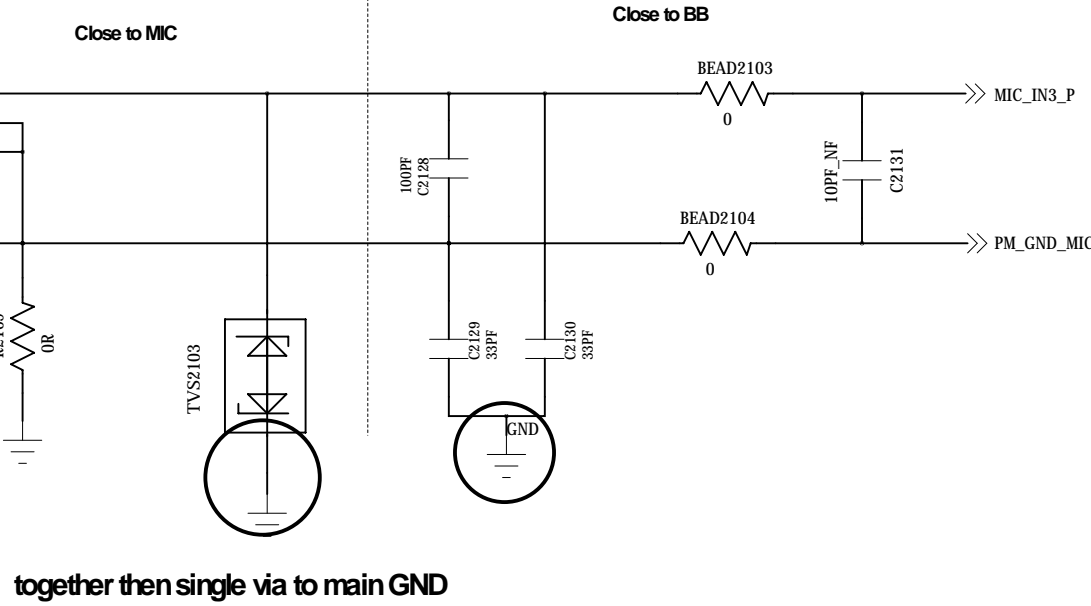 Close to MIC
Close to BB
BEAD2103
0
MIC_IN3_P
100PF
C2128
10PF_NF
C2131
BEAD2104
0
PM_GND_MIC
0R
TVS2103
C2129
33PF
C2130
33PF
GND
together then single via to main GND